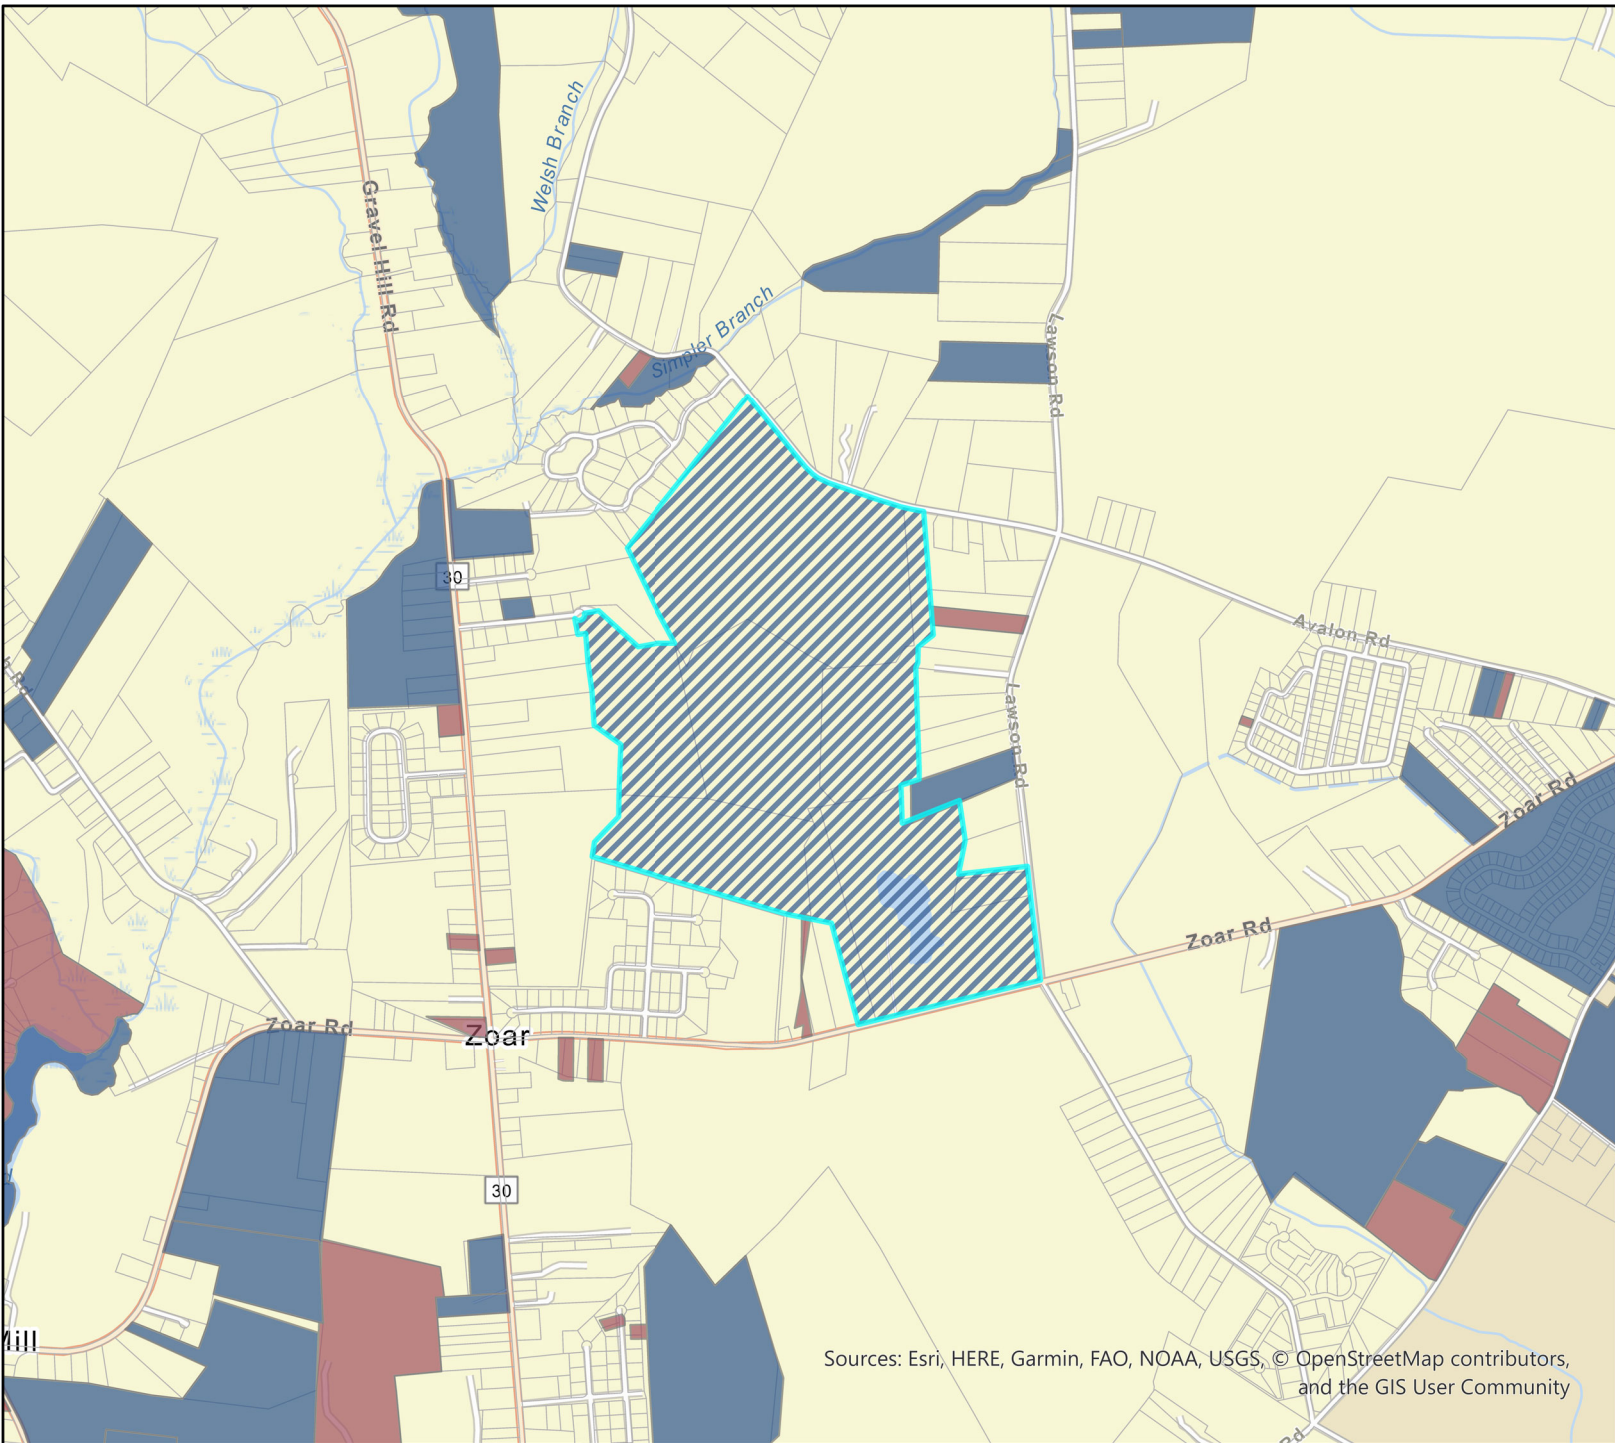 Welsh Branch
Gravel Hill Rd
Simpler Branch
Lawson Rd
30
Avalon Rd
Lawson Rd
Zoar Rd
Zoar Rd
Zoar Rd
Zoar
30
Sources: Esri, HERE, Garmin, FAO, NOAA, USGS, © OpenStreetMap contributors,
and the GIS User Community
Rd